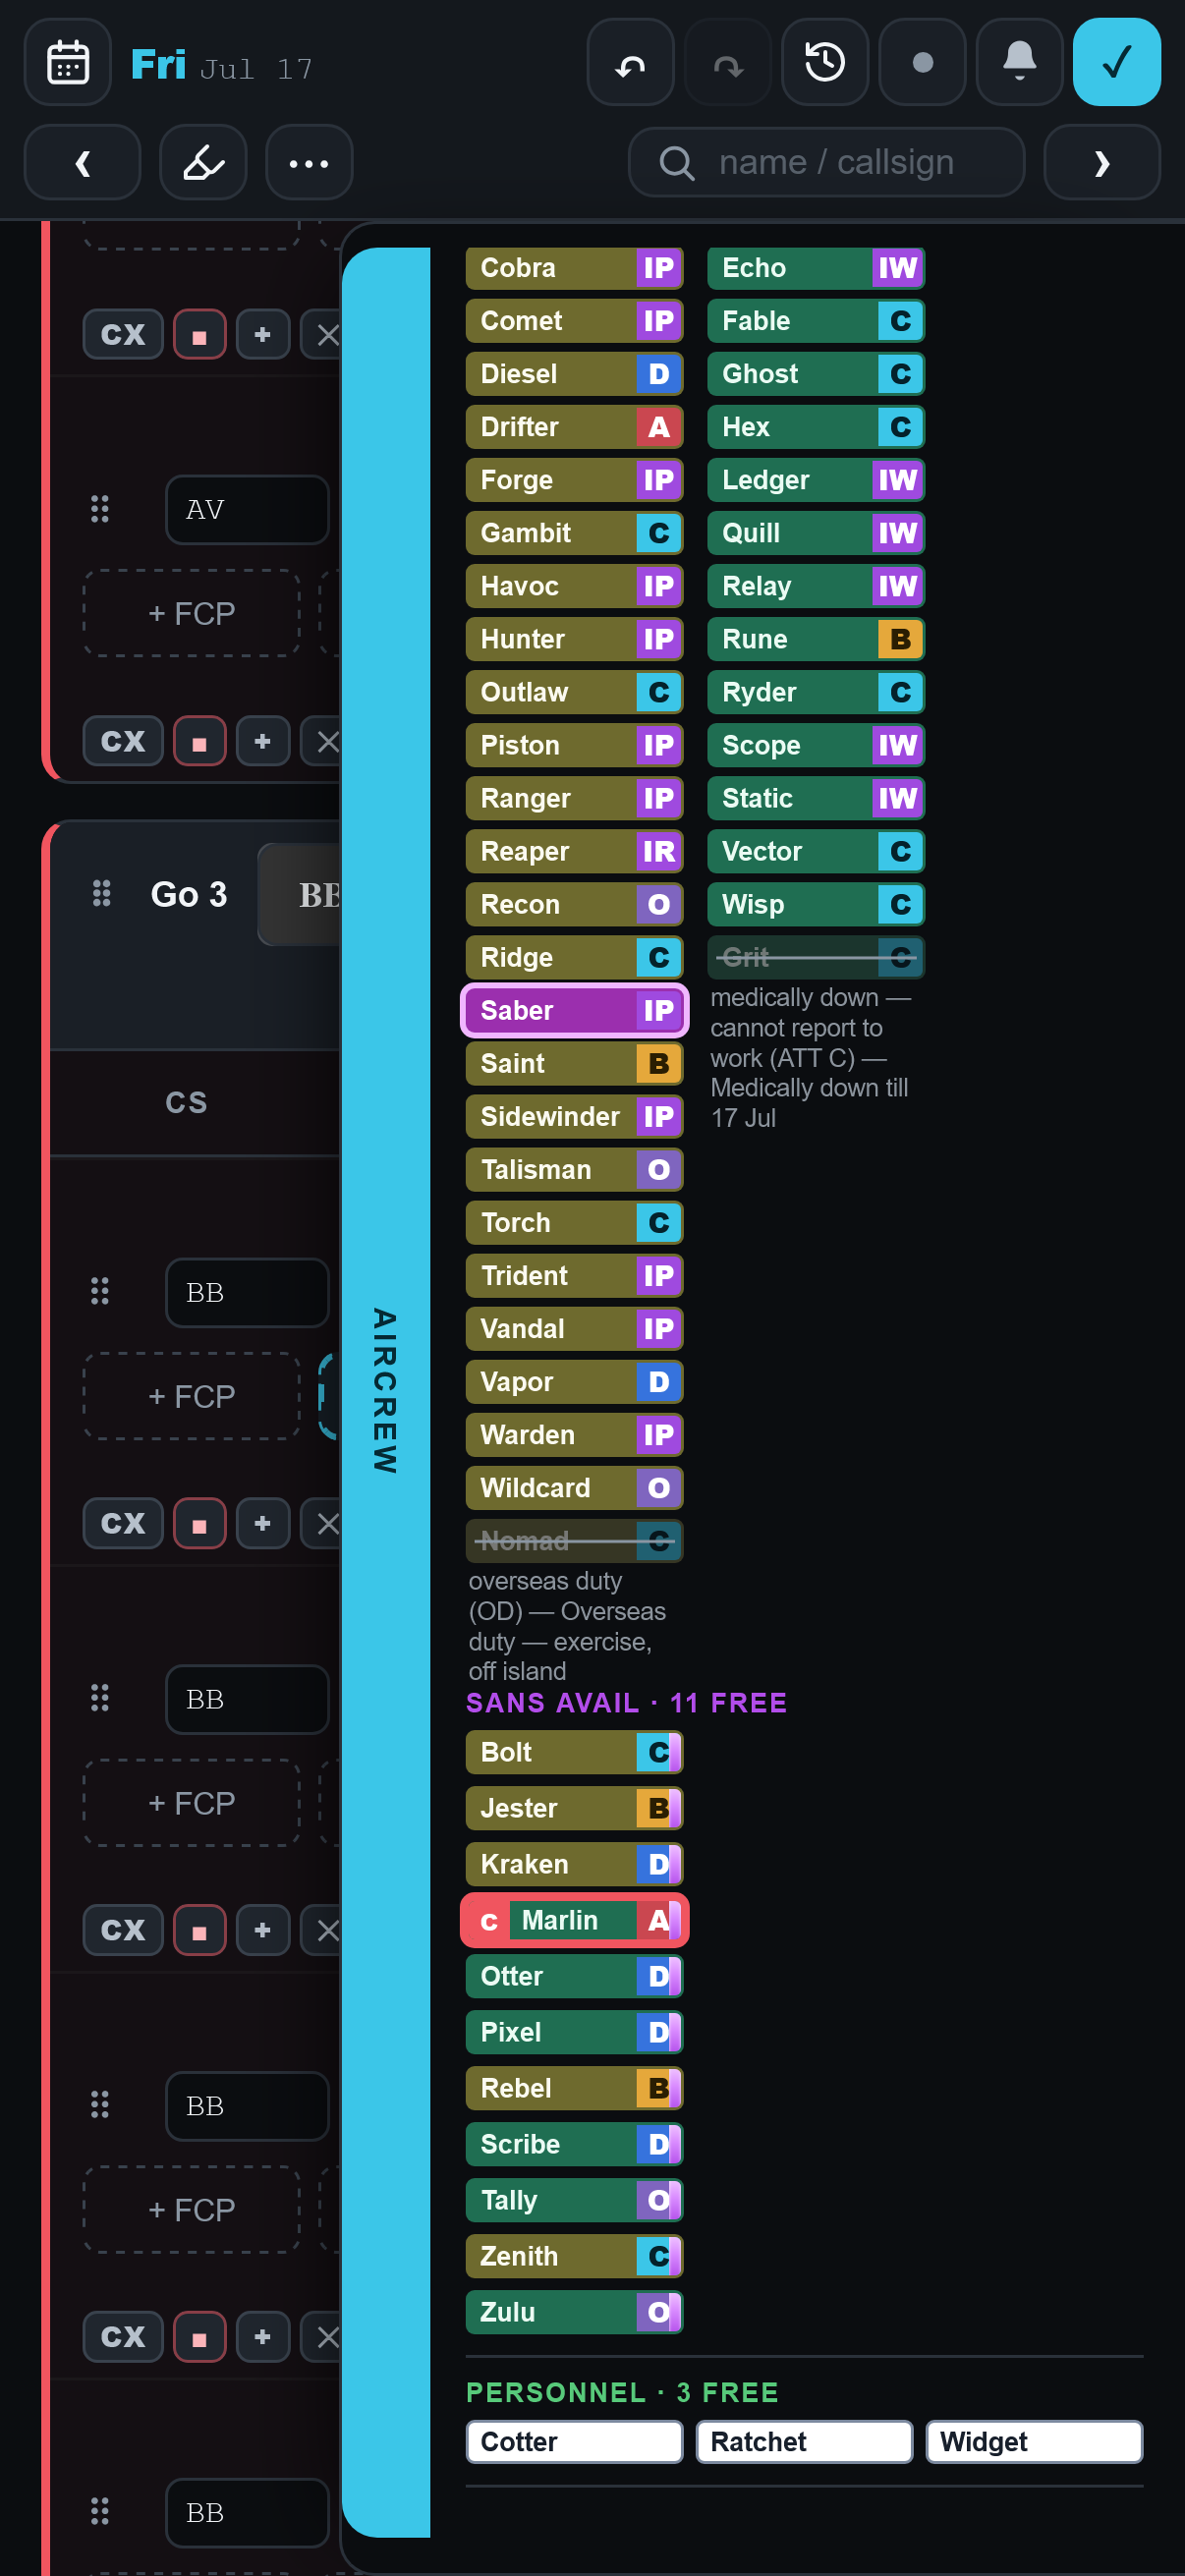 Fri Jul 17
name / callsign
CX
AV
+ FCP
CX
Go 3
CS
BB
+ FCP
CX
BB
+ FCP
CX
BB
+ FCP
CX
BB
AIRCREW
Cobra IP
Comet IP
Diesel D
Drifter A
Forge IP
Gambit C
Havoc IP
Hunter IP
Outlaw C
Piston IP
Ranger IP
Reaper IR
Recon O
Ridge C
Saber IP
Saint B
Sidewinder IP
Talisman O
Torch C
Trident IP
Vandal IP
Vapor D
Warden IP
Wildcard O
Nomad C
overseas duty
(OD) — Overseas
duty — exercise,
off island
Echo IW
Fable C
Ghost C
Hex C
Ledger IW
Quill IW
Relay IW
Rune B
Ryder C
Scope IW
Static IW
Vector C
Wisp C
Grit C
medically down —
cannot report to
work (ATT C) —
Medically down till
17 Jul
SANS AVAIL · 11 FREE
Bolt C
Jester B
Kraken D
C Marlin A
Otter D
Pixel D
Rebel B
Scribe D
Tally O
Zenith C
Zulu O
PERSONNEL · 3 FREE
Cotter
Ratchet
Widget